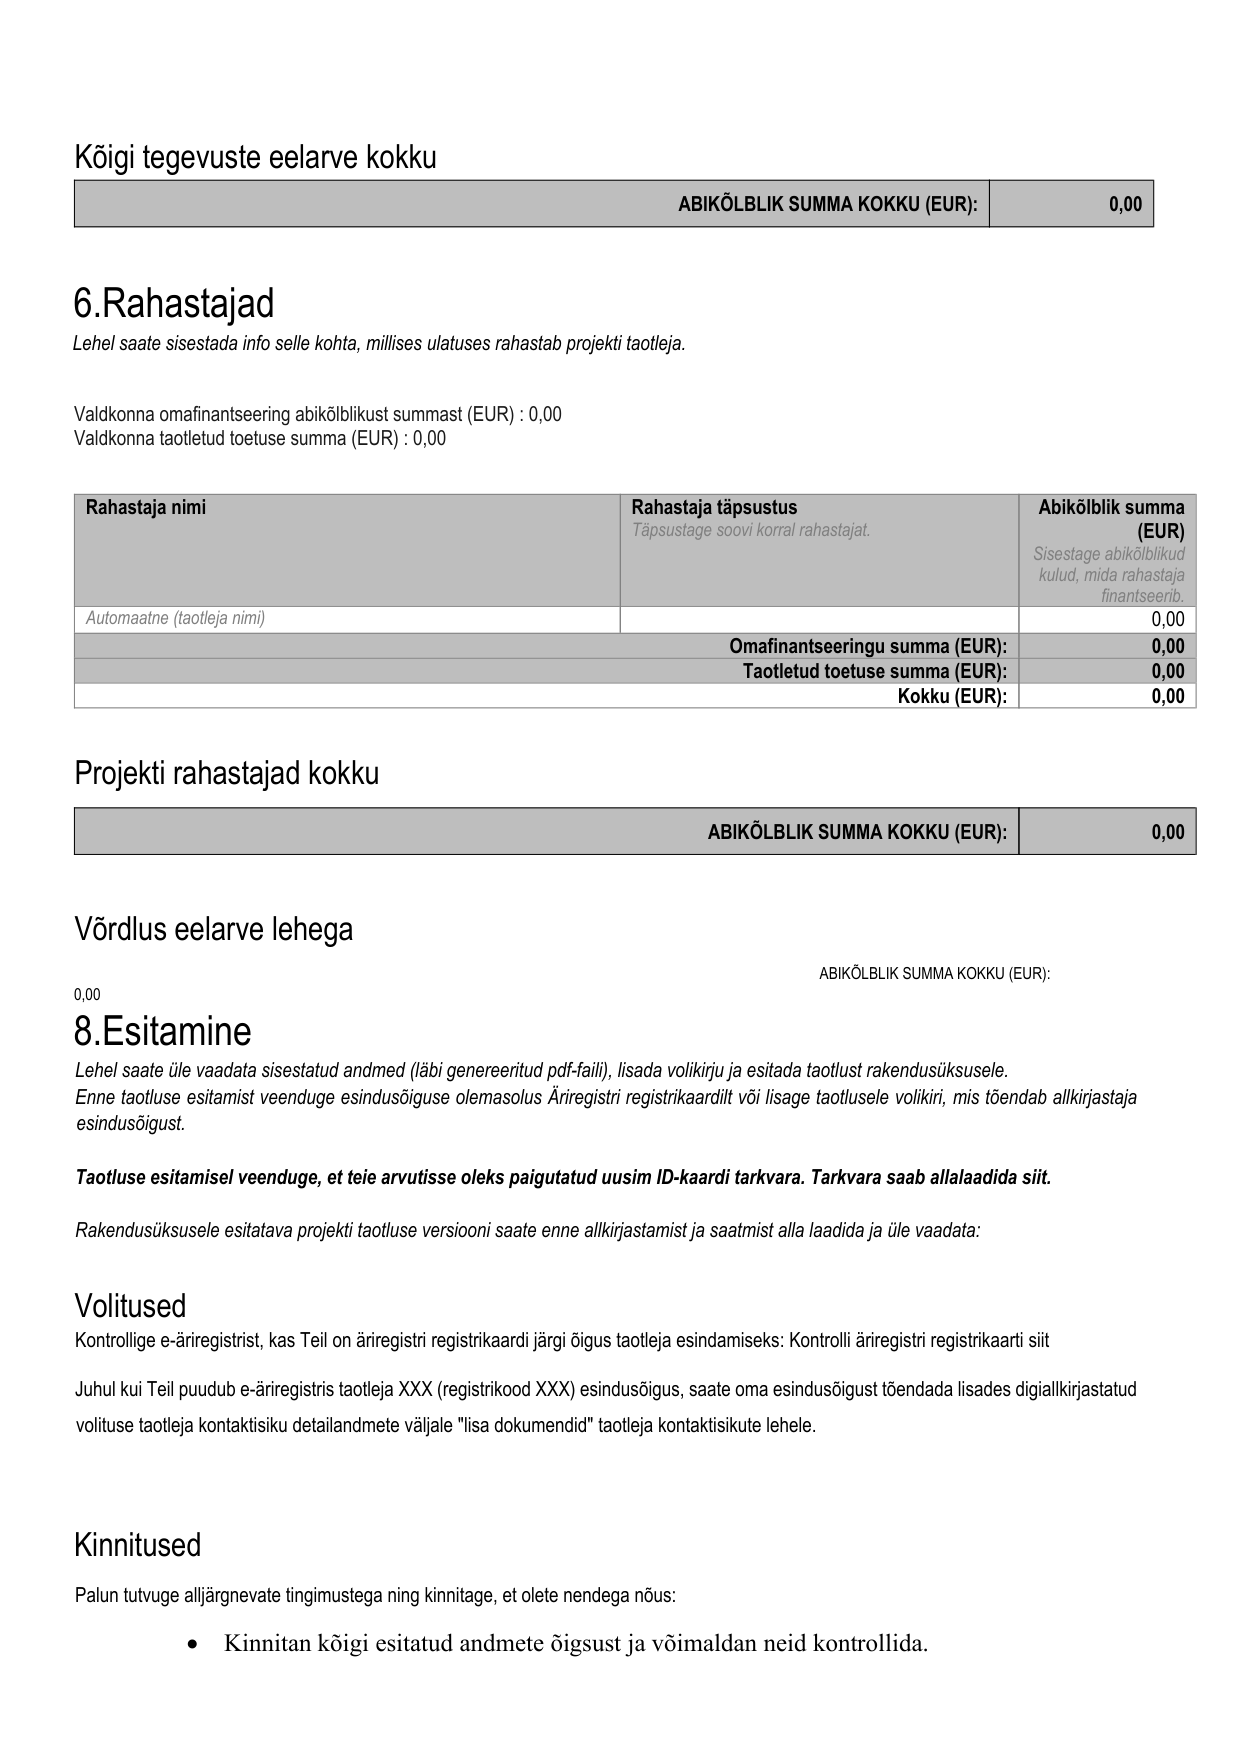 Kõigi tegevuste eelarve kokku
ABIKÕLBLIK SUMMA KOKKU (EUR): 0,00
6.Rahastajad
Lehel saate sisestada info selle kohta, millises ulatuses rahastab projekti taotleja.
Valdkonna omafinantseering abikõlblikust summast (EUR) : 0,00
Valdkonna taotletud toetuse summa (EUR) : 0,00
Rahastaja nimi
Rahastaja täpsustus
Täpsustage soovi korral rahastajat.
Abikõlblik summa
(EUR)
Sisestage abikõlblikud
kulud, mida rahastaja
finantseerib.
Automaatne (taotleja nimi) 0,00
Omafinantseeringu summa (EUR): 0,00
Taotletud toetuse summa (EUR): 0,00
Kokku (EUR): 0,00
Projekti rahastajad kokku
ABIKÕLBLIK SUMMA KOKKU (EUR): 0,00
Võrdlus eelarve lehega
ABIKÕLBLIK SUMMA KOKKU (EUR):
0,00
8.Esitamine
Lehel saate üle vaadata sisestatud andmed (läbi genereeritud pdf-faili), lisada volikirju ja esitada taotlust rakendusüksusele.
Enne taotluse esitamist veenduge esindusõiguse olemasolus Äriregistri registrikaardilt või lisage taotlusele volikiri, mis tõendab allkirjastaja
esindusõigust.
Taotluse esitamisel veenduge, et teie arvutisse oleks paigutatud uusim ID-kaardi tarkvara. Tarkvara saab allalaadida siit.
Rakendusüksusele esitatava projekti taotluse versiooni saate enne allkirjastamist ja saatmist alla laadida ja üle vaadata:
Volitused
Kontrollige e-äriregistrist, kas Teil on äriregistri registrikaardi järgi õigus taotleja esindamiseks: Kontrolli äriregistri registrikaarti siit
Juhul kui Teil puudub e-äriregistris taotleja XXX (registrikood XXX) esindusõigus, saate oma esindusõigust tõendada lisades digiallkirjastatud
volituse taotleja kontaktisiku detailandmete väljale "lisa dokumendid" taotleja kontaktisikute lehele.
Kinnitused
Palun tutvuge alljärgnevate tingimustega ning kinnitage, et olete nendega nõus:
• Kinnitan kõigi esitatud andmete õigsust ja võimaldan neid kontrollida.